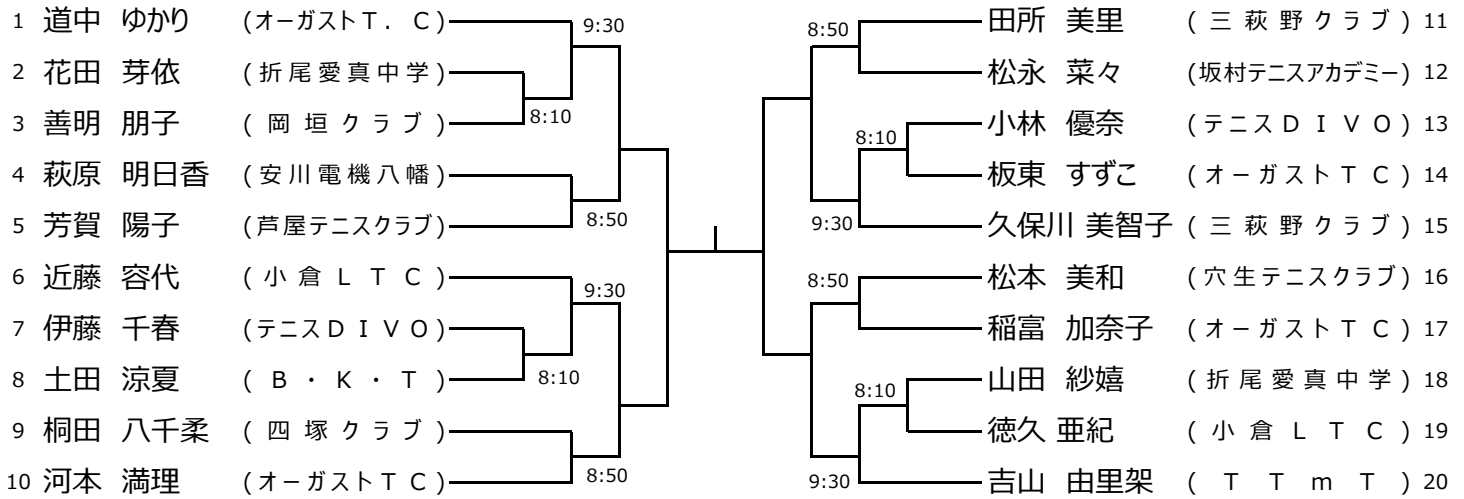 1 道中 ゆかり (オーガストT．C)
9:30
2 花田 芽依 (折尾愛真中学)
8:10
3 善明 朋子 (岡垣クラブ)
4 萩原 明日香 (安川電機八幡)
8:50
5 芳賀 陽子 (芦屋テニスクラブ)
6 近藤 容代 (小倉LTC)
9:30
7 伊藤 千春 (テニスDIVO)
8:10
8 土田 涼夏 (B・K・T)
9 桐田 八千柔 (四塚クラブ)
8:50
10 河本 満理 (オーガストTC)
田所 美里 (三萩野クラブ) 11
8:50
松永 菜々 (坂村テニスアカデミー) 12
小林 優奈 (テニスDIVO) 13
8:10
板東 すずこ (オーガストTC) 14
9:30
久保川 美智子 (三萩野クラブ) 15
松本 美和 (穴生テニスクラブ) 16
8:50
稲富 加奈子 (オーガストTC) 17
山田 紗嬉 (折尾愛真中学) 18
8:10
徳久 亜紀 (小倉LTC) 19
9:30
吉山 由里架 (TTmT) 20